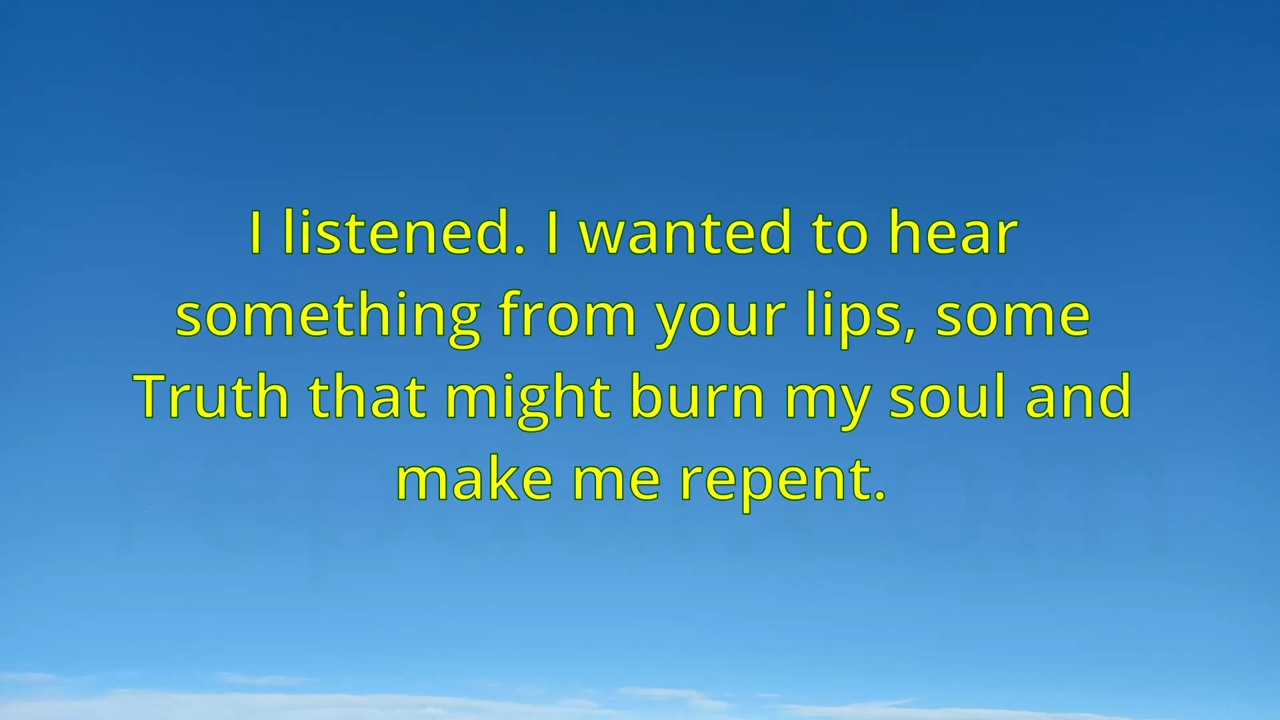 I listened. I wanted to hear
something from your lips, some
Truth that might burn my soul and
make me repent.